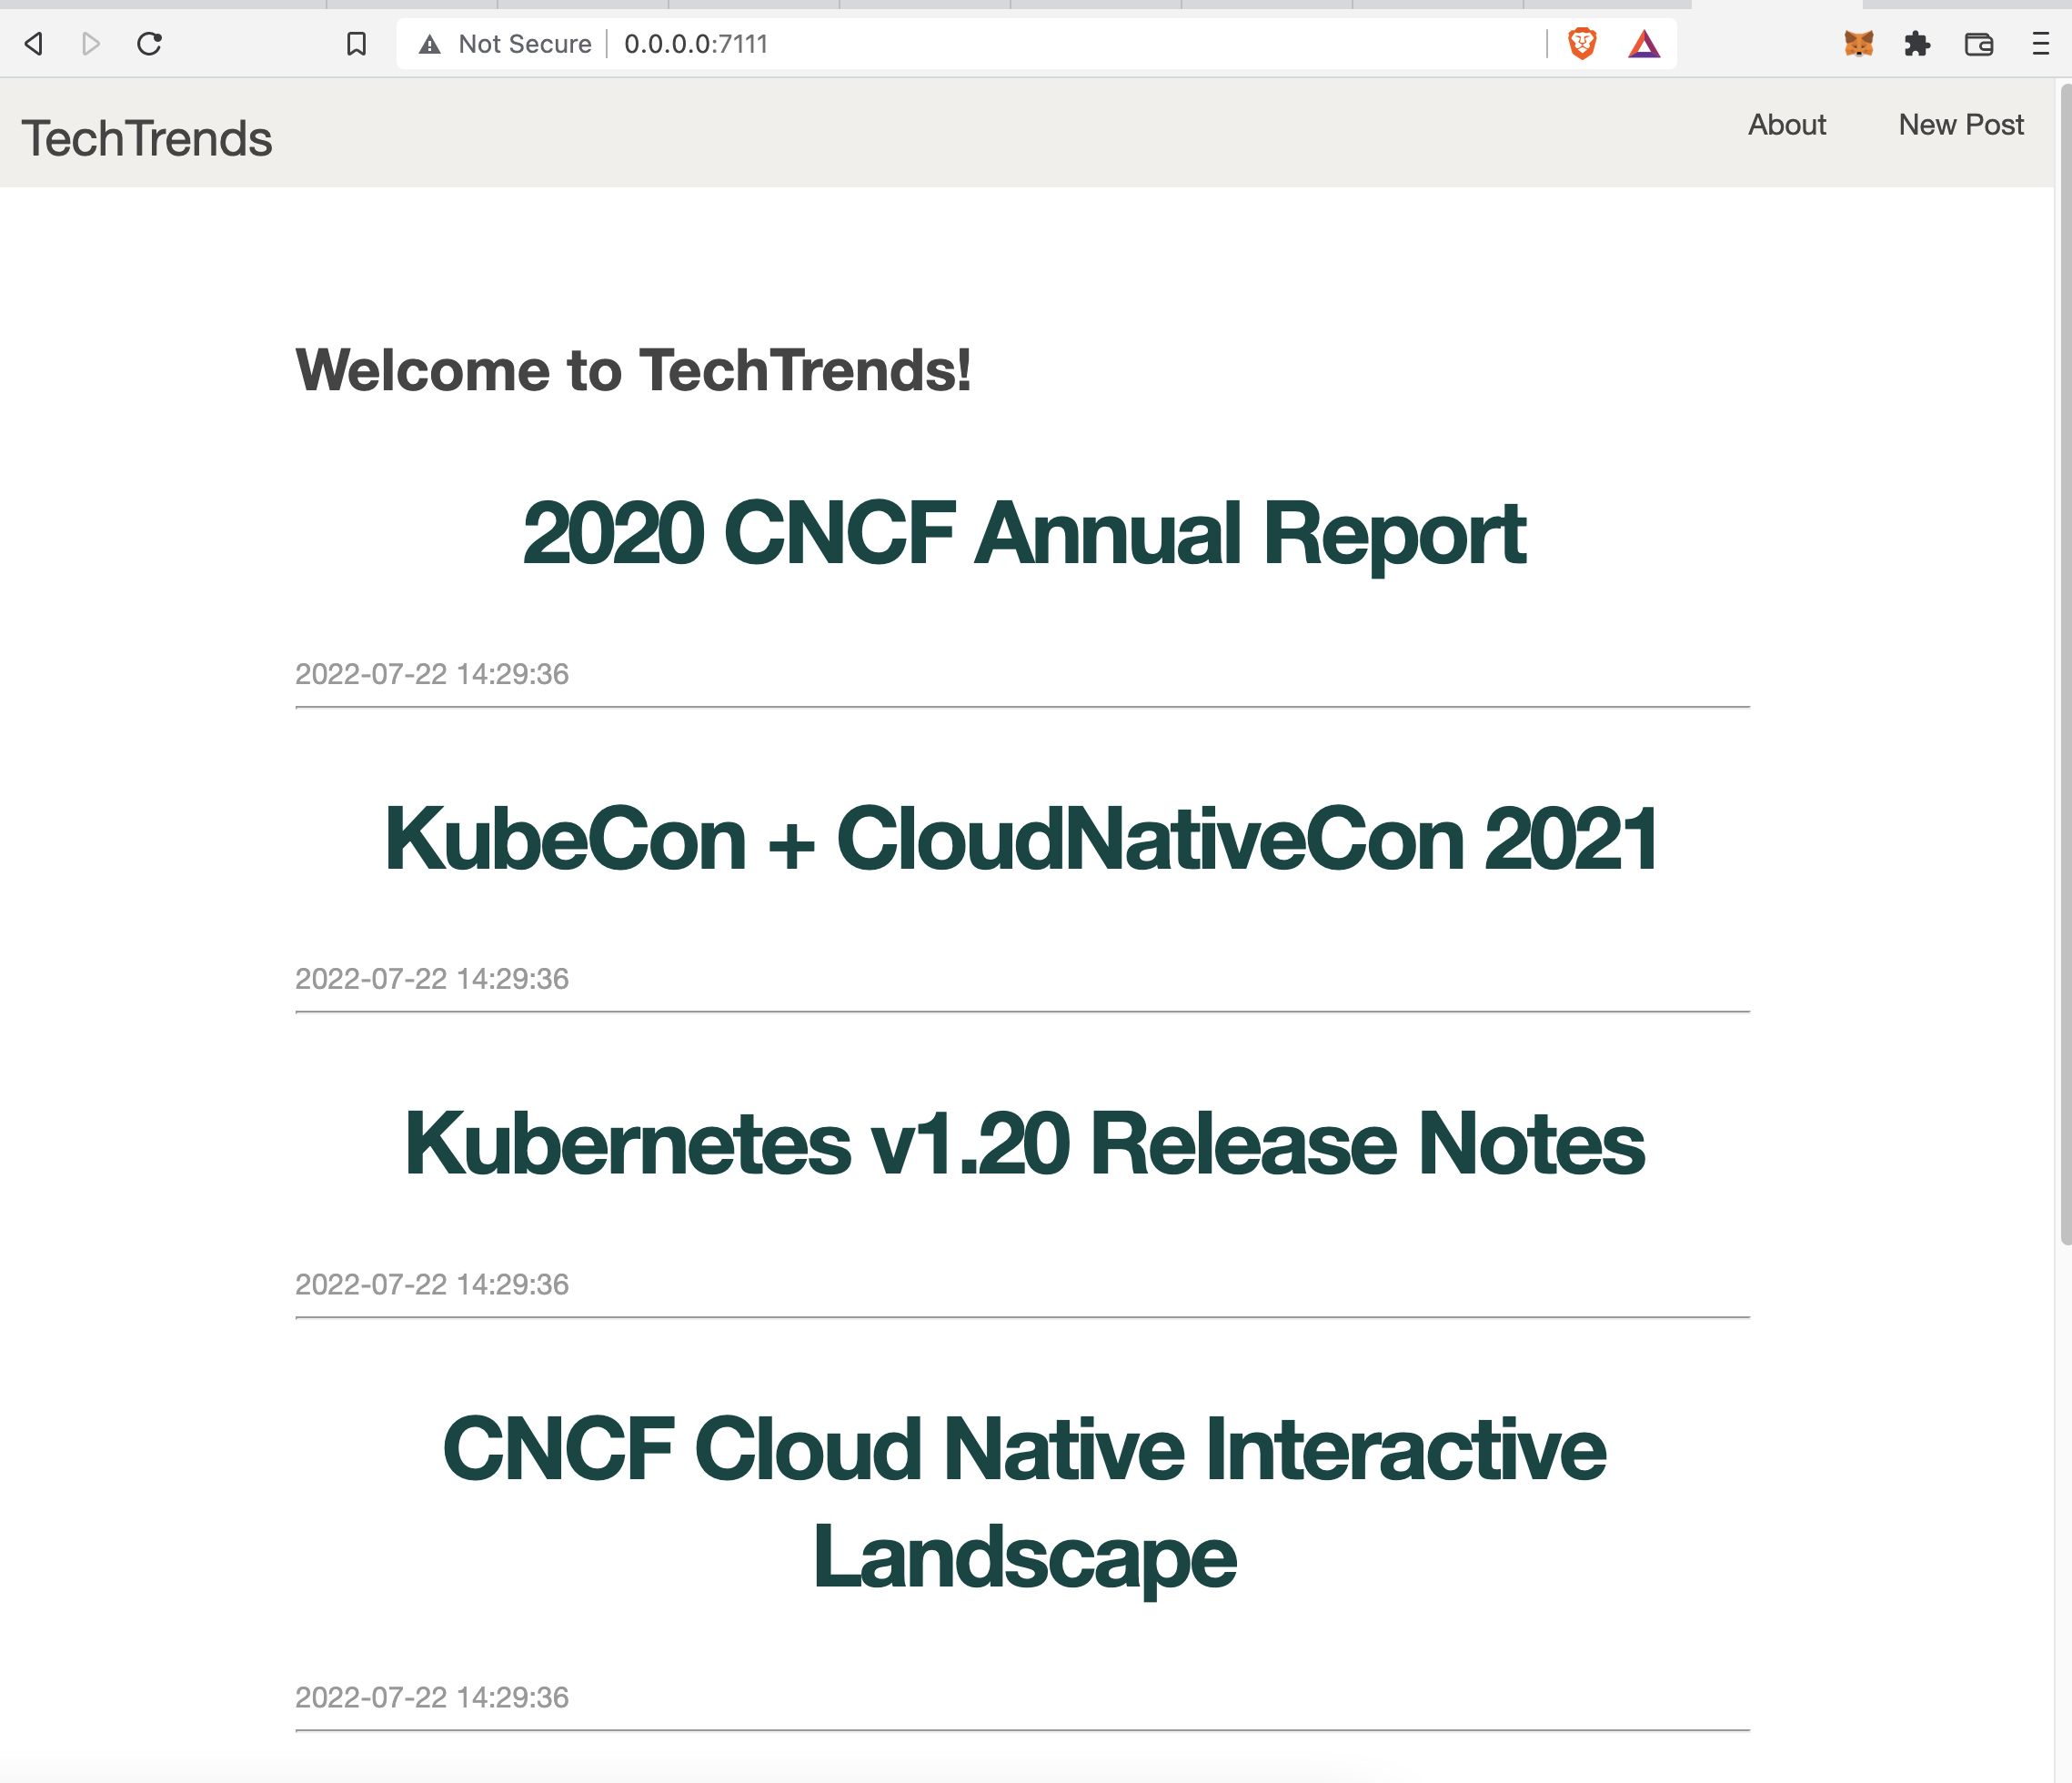 Not Secure 0.0.0.0:7111
TechTrends
About New Post
Welcome to TechTrends!
2020 CNCF Annual Report
2022-07-22 14:29:36
KubeCon + CloudNativeCon 2021
2022-07-22 14:29:36
Kubernetes v1.20 Release Notes
2022-07-22 14:29:36
CNCF Cloud Native Interactive
Landscape
2022-07-22 14:29:36